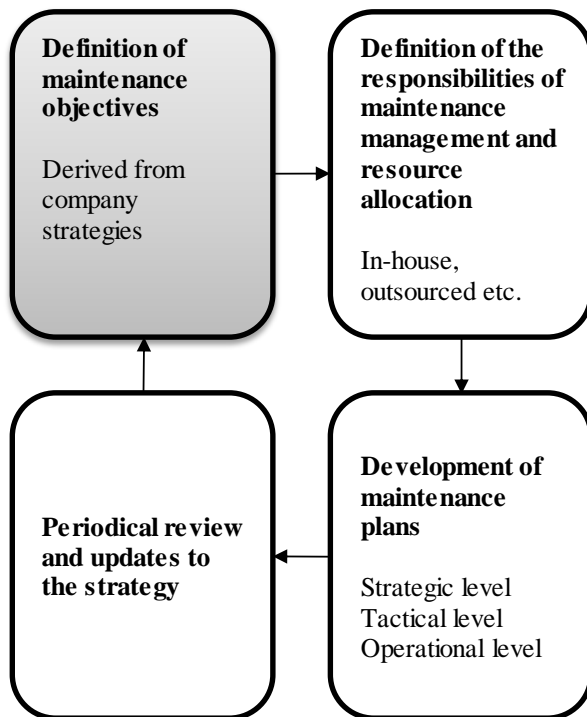 Definition of
maintenance
objectives
Derived from
company
strategies
Definition of the
responsibilities of
maintenance
management and
resource
allocation
In-house,
outsourced etc.
Development of
maintenance
plans
Strategic level
Tactical level
Operational level
Periodical review
and updates to
the strategy